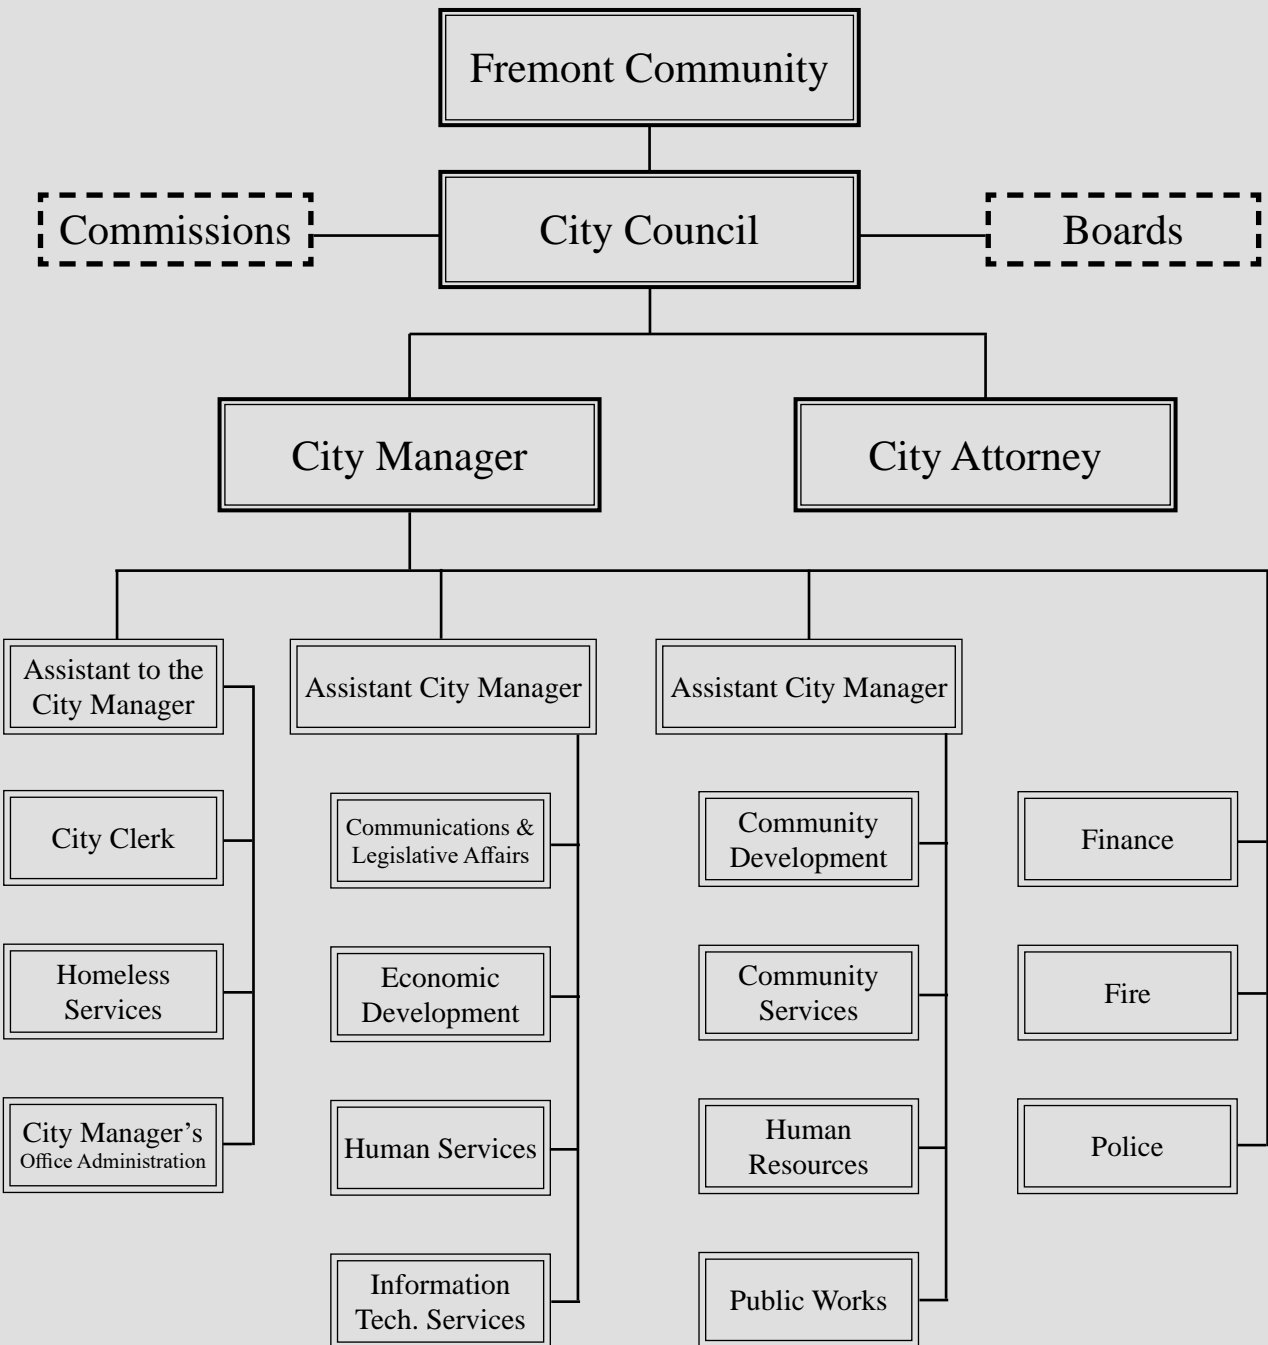 Fremont Community
Commissions
City Council
Boards
City Manager
City Attorney
Assistant to the
City Manager
City Clerk
Homeless
Services
City Manager’s
Office Administration
Assistant City Manager
Communications &
Legislative Affairs
Economic
Development
Human Services
Information
Tech. Services
Assistant City Manager
Community
Development
Community
Services
Human
Resources
Public Works
Finance
Fire
Police